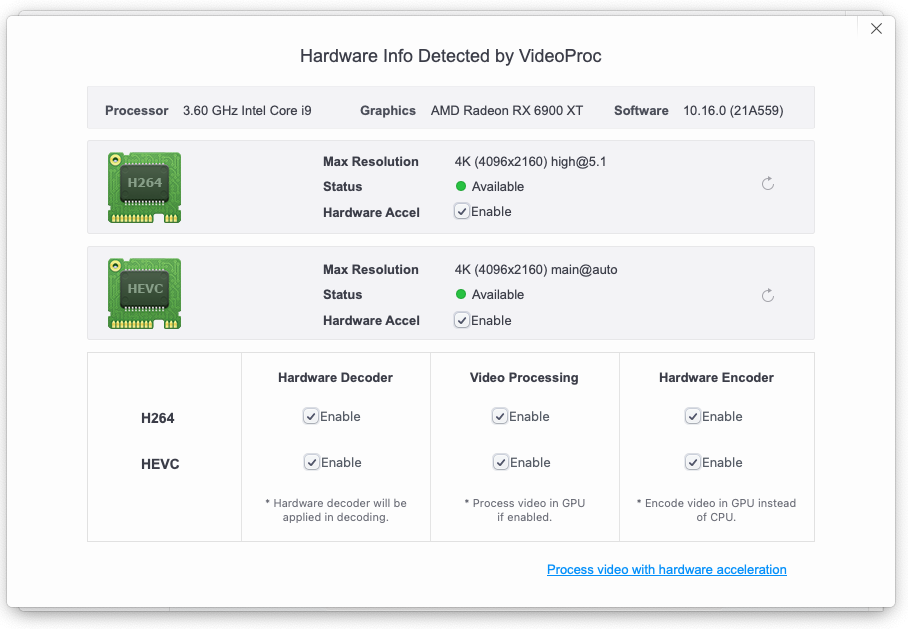 Hardware Info Detected by VideoProc
Processor 3.60 GHz Intel Core i9 Graphics AMD Radeon RX 6900 XT Software 10.16.0 (21A559)
H264
Max Resolution 4K (4096x2160) high@5.1
Status Available
Hardware Accel Enable
HEVC
Max Resolution 4K (4096x2160) main@auto
Status Available
Hardware Accel Enable
Hardware Decoder Video Processing Hardware Encoder
H264 Enable Enable Enable
HEVC Enable Enable Enable
* Hardware decoder will be
applied in decoding.
* Process video in GPU
if enabled.
* Encode video in GPU instead
of CPU.
Process video with hardware acceleration